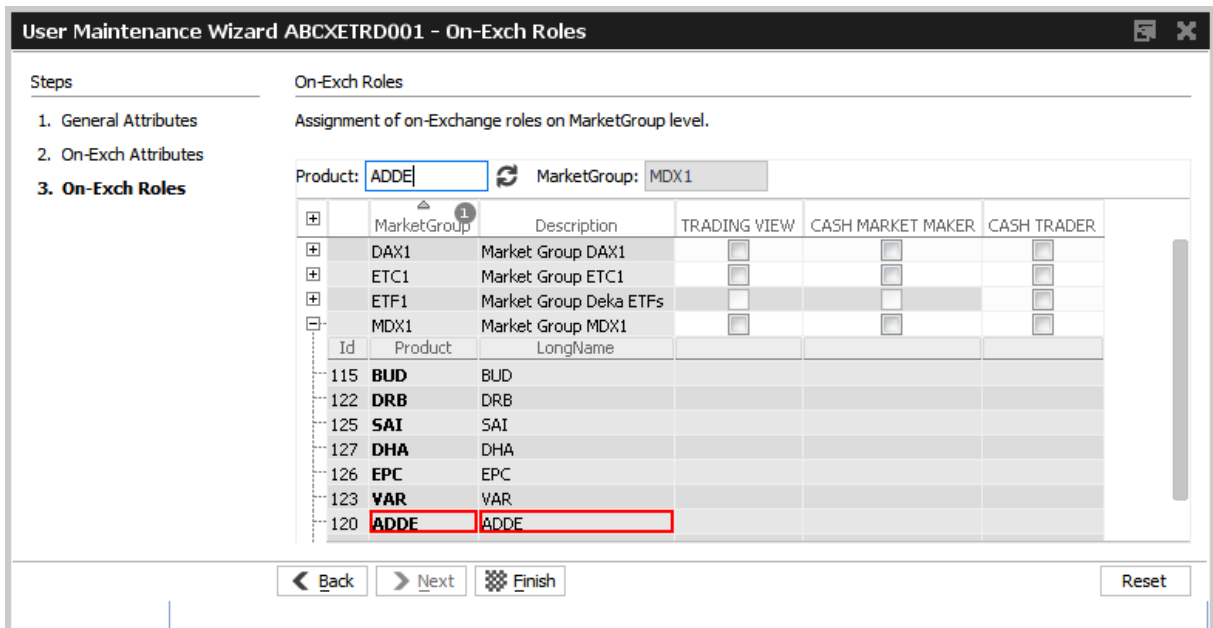 User Maintenance Wizard ABCXETRD001 - On-Exch Roles
Steps
1. General Attributes
2. On-Exch Attributes
3. On-Exch Roles
On-Exch Roles
Assignment of on-Exchange roles on MarketGroup level.
Product: ADDE MarketGroup: MDX1
MarketGroup 1 Description TRADING VIEW CASH MARKET MAKER CASH TRADER
DAX1 Market Group DAX1
ETC1 Market Group ETC1
ETF1 Market Group Deka ETFs
MDX1 Market Group MDX1
Id Product LongName
115 BUD BUD
122 DRB DRB
125 SAI SAI
127 DHA DHA
126 EPC EPC
123 VAR VAR
120 ADDE ADDE
Back Next Finish Reset